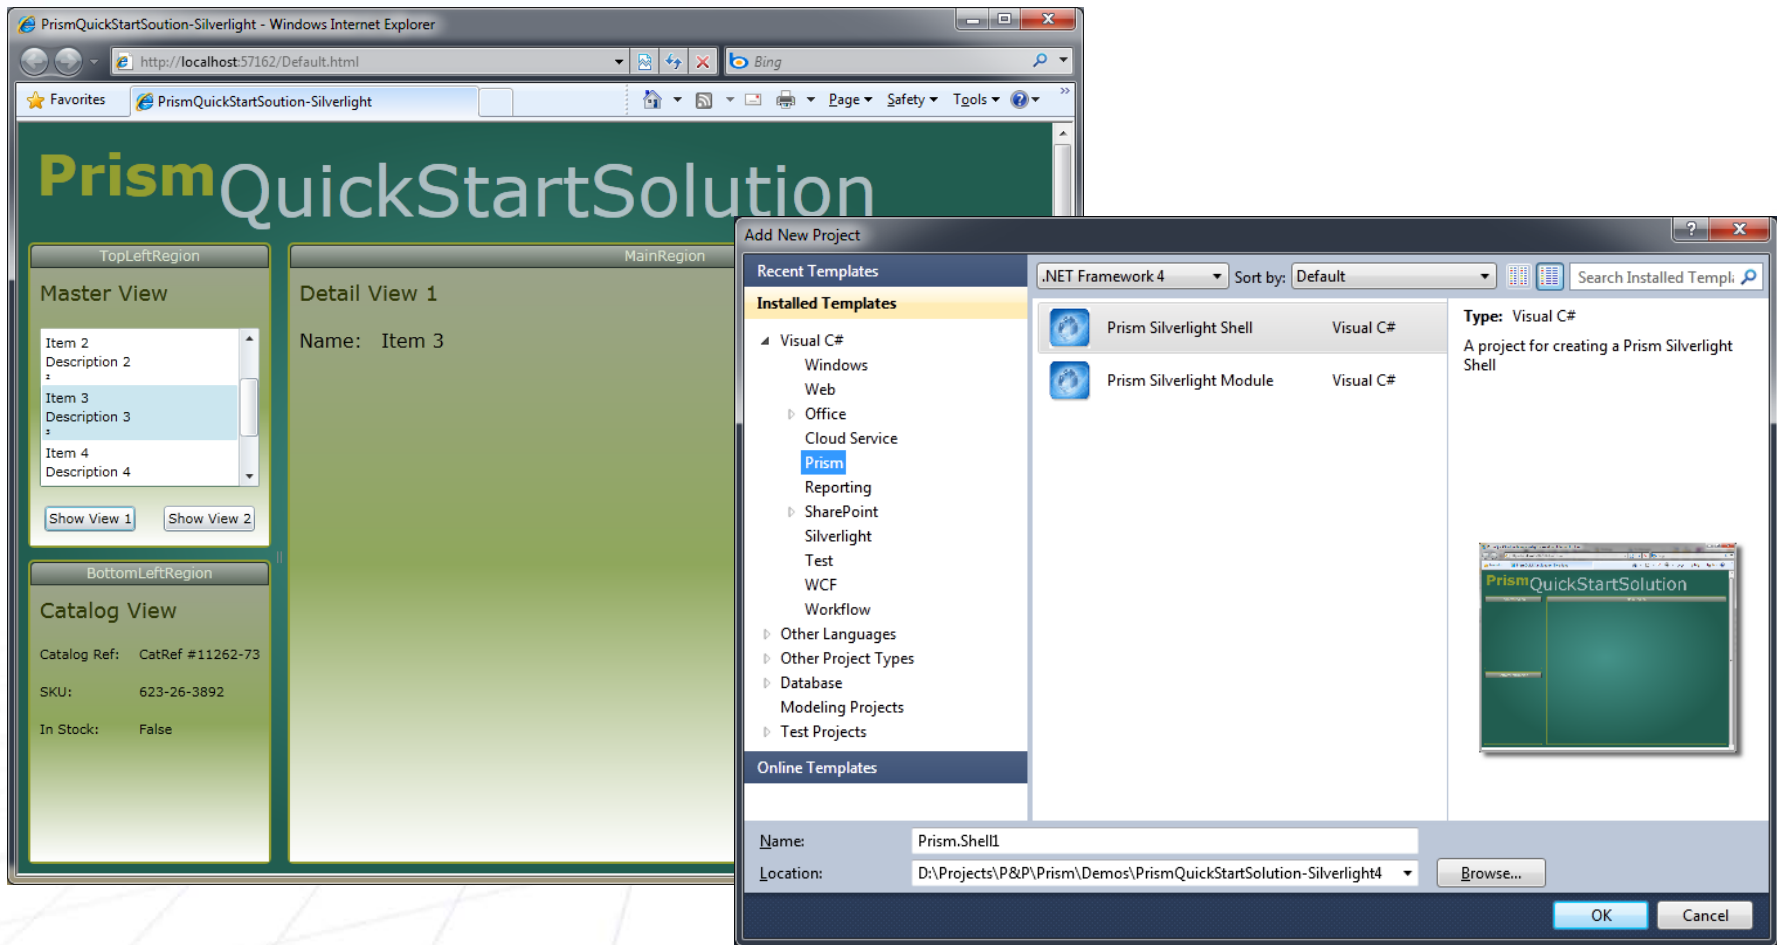 PrismQuickStartSoution-Silverlight - Windows Internet Explorer
http://localhost:57162/Default.html
Bing
Favorites
PrismQuickStartSoution-Silverlight
Page
Safety
Tools
PrismQuickStartSolution
TopLeftRegion
Master View
Item 2
Description 2
2
Item 3
Description 3
3
Item 4
Description 4
Show View 1
Show View 2
BottomLeftRegion
Catalog View
Catalog Ref: CatRef #11262-73
SKU: 623-26-3892
In Stock: False
MainRegion
Detail View 1
Name: Item 3
Add New Project
Recent Templates
Installed Templates
Visual C#
Windows
Web
Office
Cloud Service
Prism
Reporting
SharePoint
Silverlight
Test
WCF
Workflow
Other Languages
Other Project Types
Database
Modeling Projects
Test Projects
Online Templates
.NET Framework 4
Sort by: Default
Search Installed Templa
Prism Silverlight Shell Visual C#
Prism Silverlight Module Visual C#
Type: Visual C#
A project for creating a Prism Silverlight
Shell
PrismQuickStartSolution
Name: Prism.Shell1
Location: D:\Projects\P&P\Prism\Demos\PrismQuickStartSolution-Silverlight4
Browse...
OK
Cancel